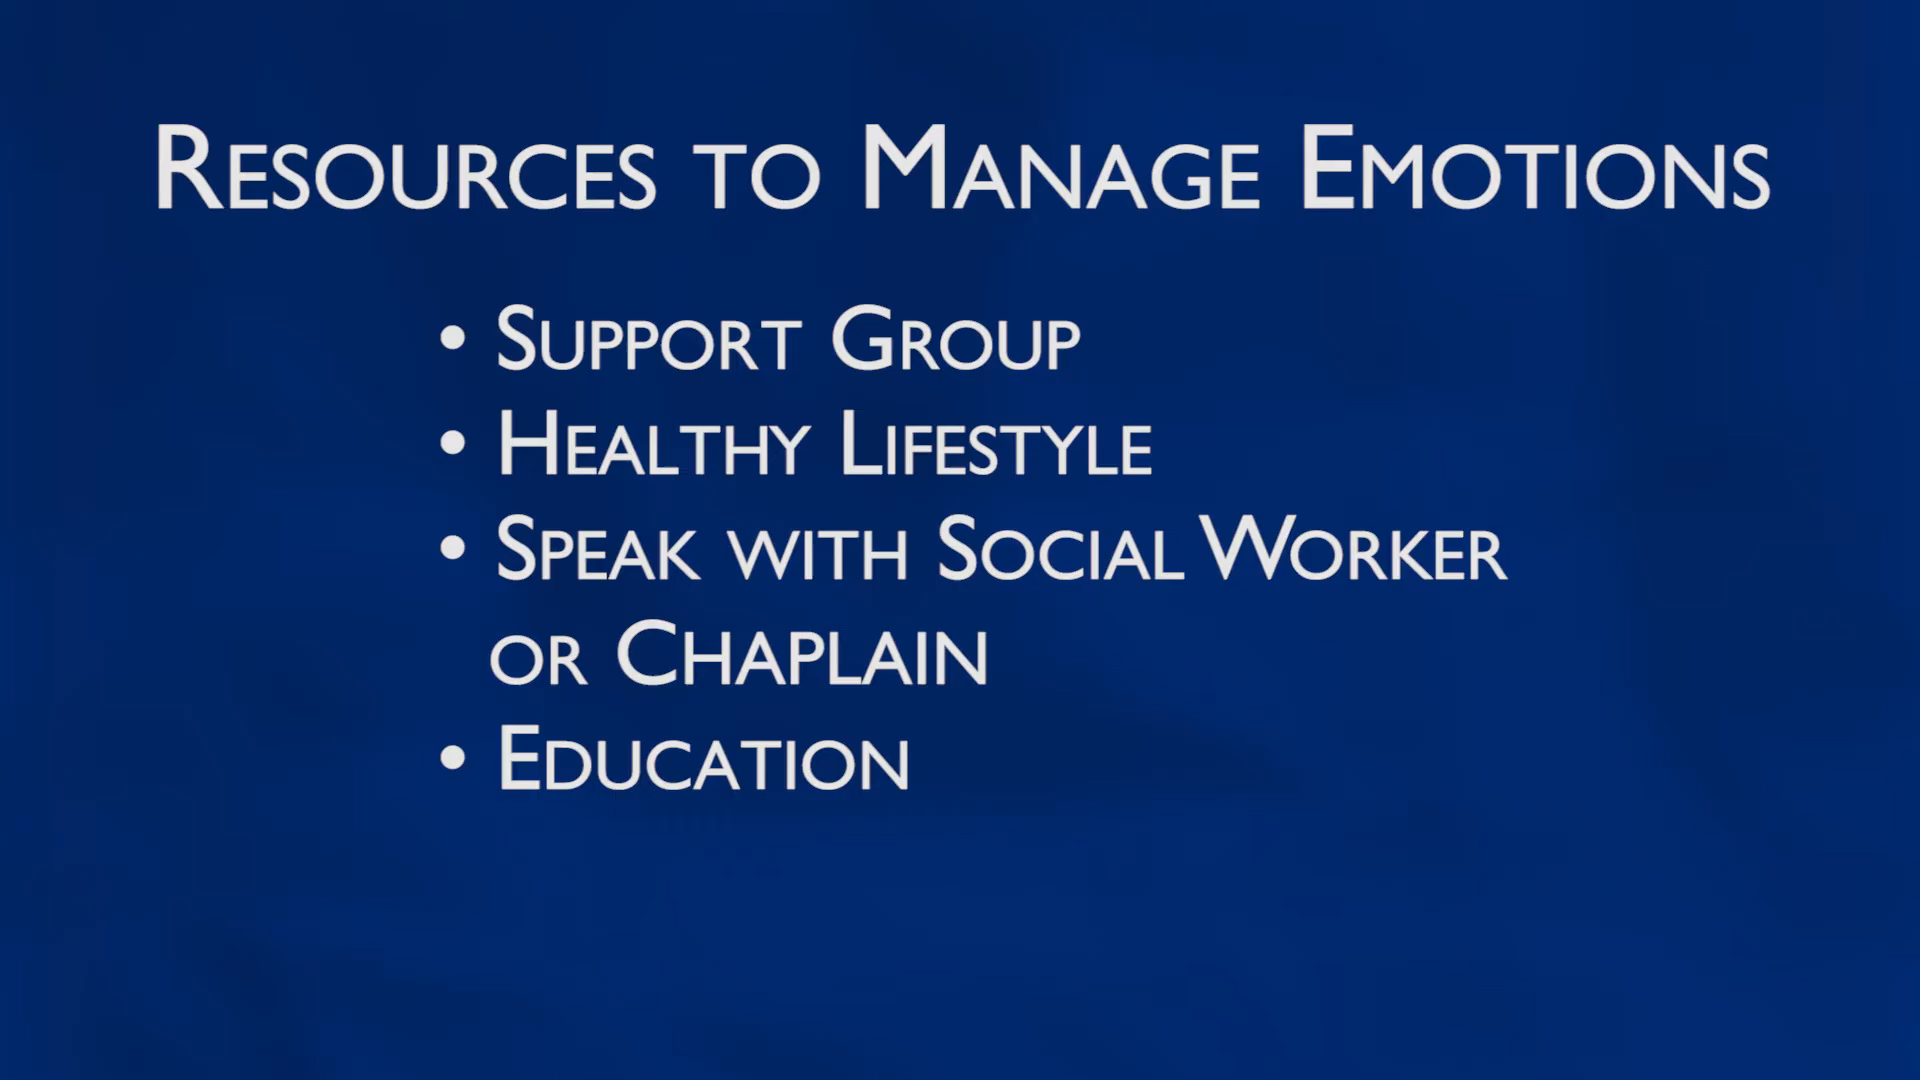 Resources to Manage Emotions
• Support Group
• Healthy Lifestyle
• Speak with Social Worker
or Chaplain
• Education